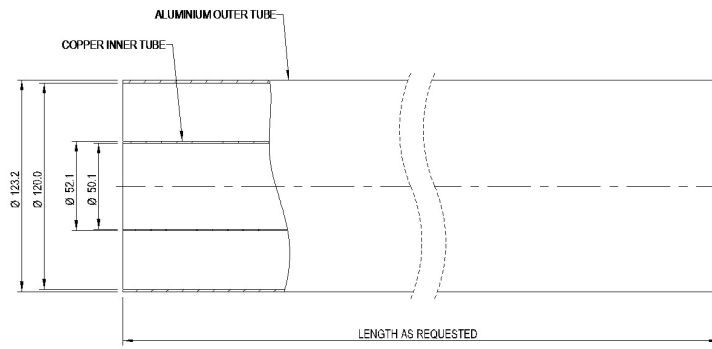 ALUMINIUM OUTER TUBE
COPPER INNER TUBE
Ø 123.2
Ø 120.0
Ø 52.1
Ø 50.1
LENGTH AS REQUESTED